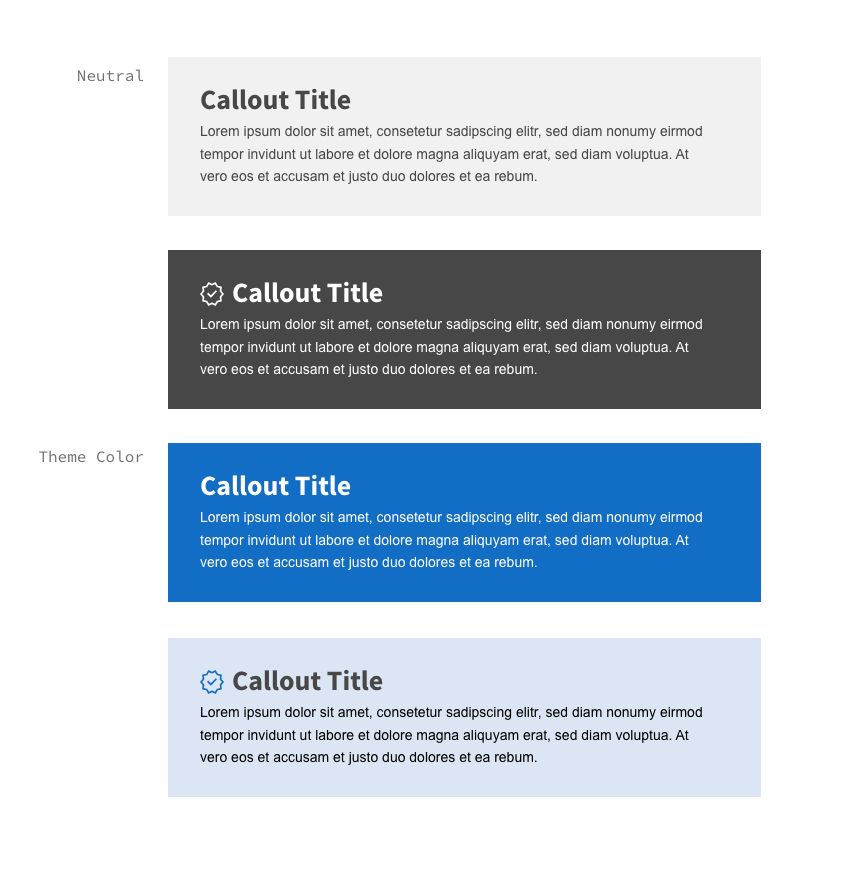 Neutral
Callout Title
Lorem ipsum dolor sit amet, consetetur sadipscing elitr, sed diam nonumy eirmod
tempor invidunt ut labore et dolore magna aliquyam erat, sed diam voluptua. At
vero eos et accusam et justo duo dolores et ea rebum.
Callout Title
Lorem ipsum dolor sit amet, consetetur sadipscing elitr, sed diam nonumy eirmod
tempor invidunt ut labore et dolore magna aliquyam erat, sed diam voluptua. At
vero eos et accusam et justo duo dolores et ea rebum.
Theme Color
Callout Title
Lorem ipsum dolor sit amet, consetetur sadipscing elitr, sed diam nonumy eirmod
tempor invidunt ut labore et dolore magna aliquyam erat, sed diam voluptua. At
vero eos et accusam et justo duo dolores et ea rebum.
Callout Title
Lorem ipsum dolor sit amet, consetetur sadipscing elitr, sed diam nonumy eirmod
tempor invidunt ut labore et dolore magna aliquyam erat, sed diam voluptua. At
vero eos et accusam et justo duo dolores et ea rebum.